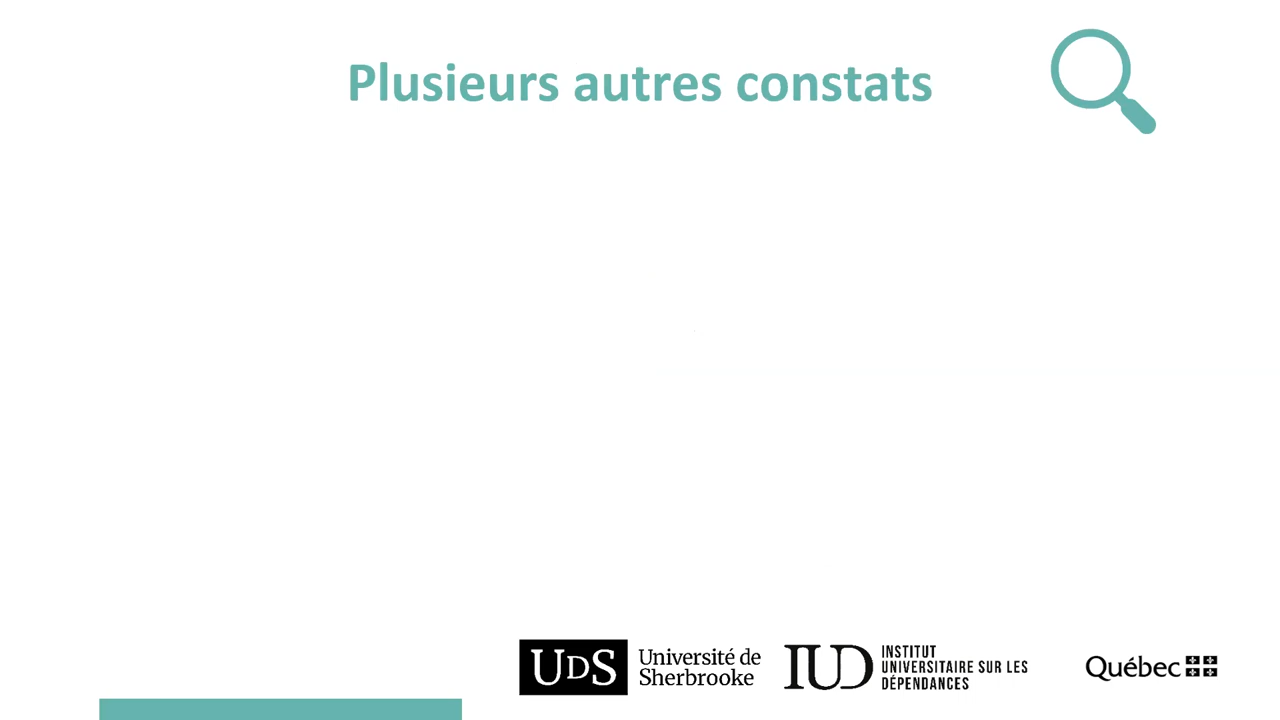 Plusieurs autres constats
UDS Université de
Sherbrooke
IUD INSTITUT
UNIVERSITAIRE SUR LES
DÉPENDANCES
Québec